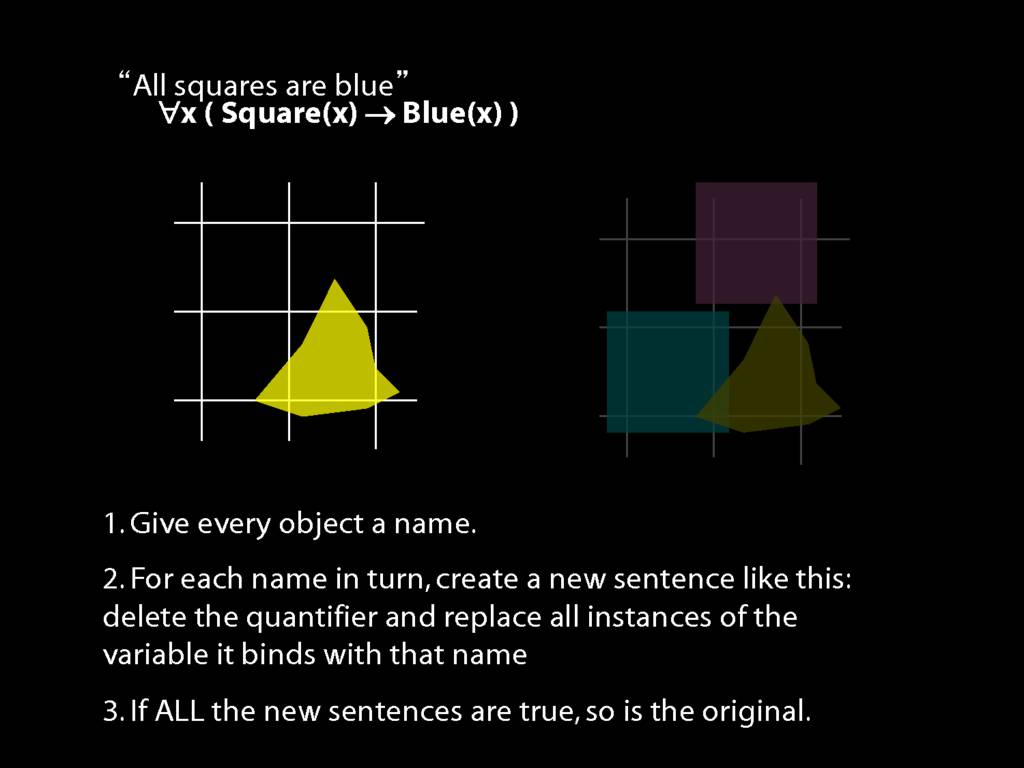 “All squares are blue”
∀x ( Square(x) → Blue(x) )
1. Give every object a name.
2. For each name in turn, create a new sentence like this:
delete the quantifier and replace all instances of the
variable it binds with that name
3. If ALL the new sentences are true, so is the original.